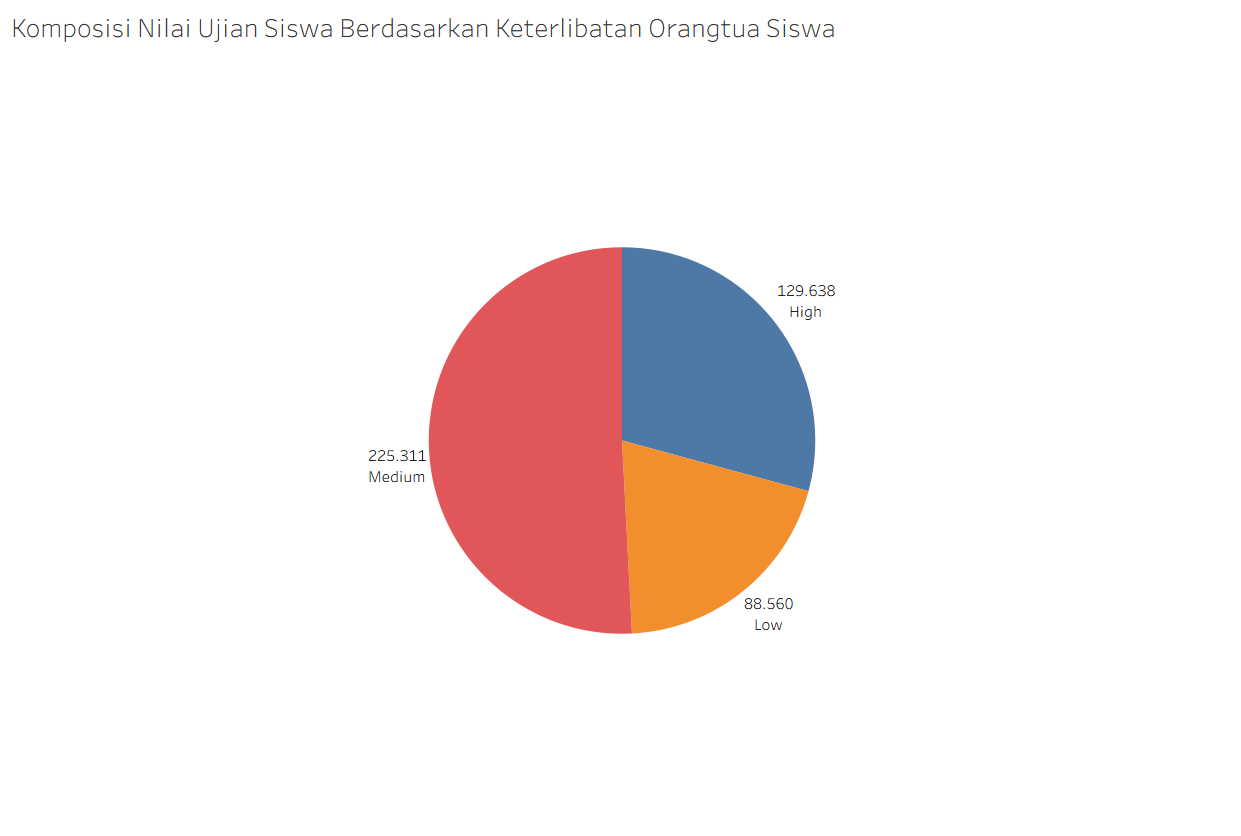 Komposisi Nilai Ujian Siswa Berdasarkan Keterlibatan Orangtua Siswa
129.638
High
225.311
Medium
88.560
Low